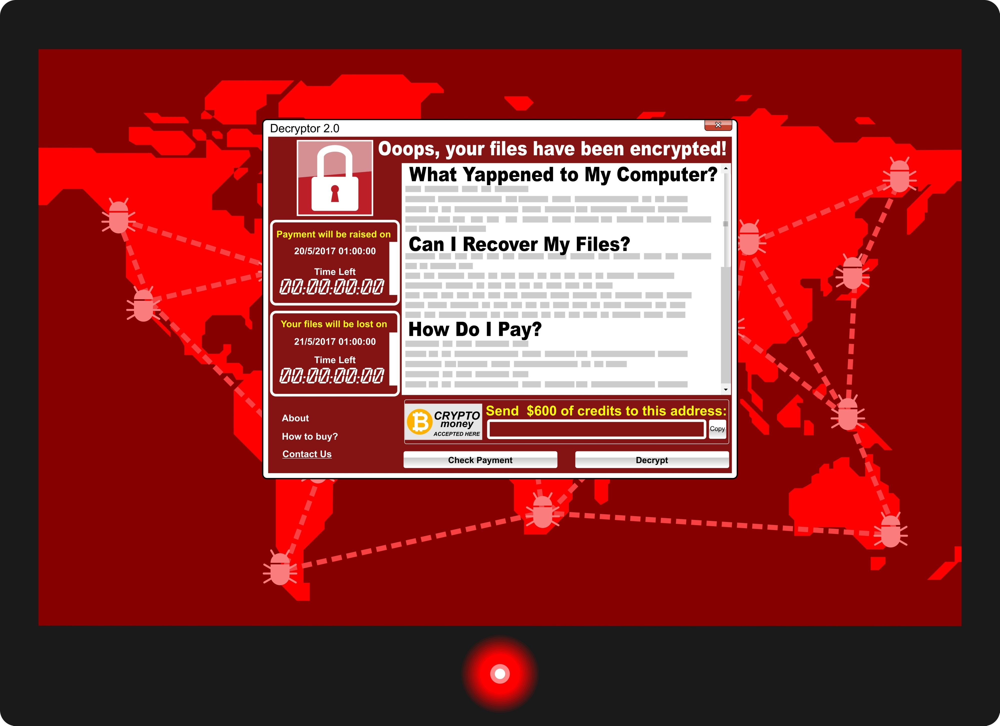 Decryptor 2.0
Ooops, your files have been encrypted!
What Yappened to My Computer?
Can I Recover My Files?
How Do I Pay?
Payment will be raised on
20/5/2017 01:00:00
Time Left
00:00:00:00
Your files will be lost on
21/5/2017 01:00:00
Time Left
00:00:00:00
About
How to buy?
Contact Us
CRYPTO
money
ACCEPTED HERE
Send $600 of credits to this address:
Copy
Check Payment
Decrypt